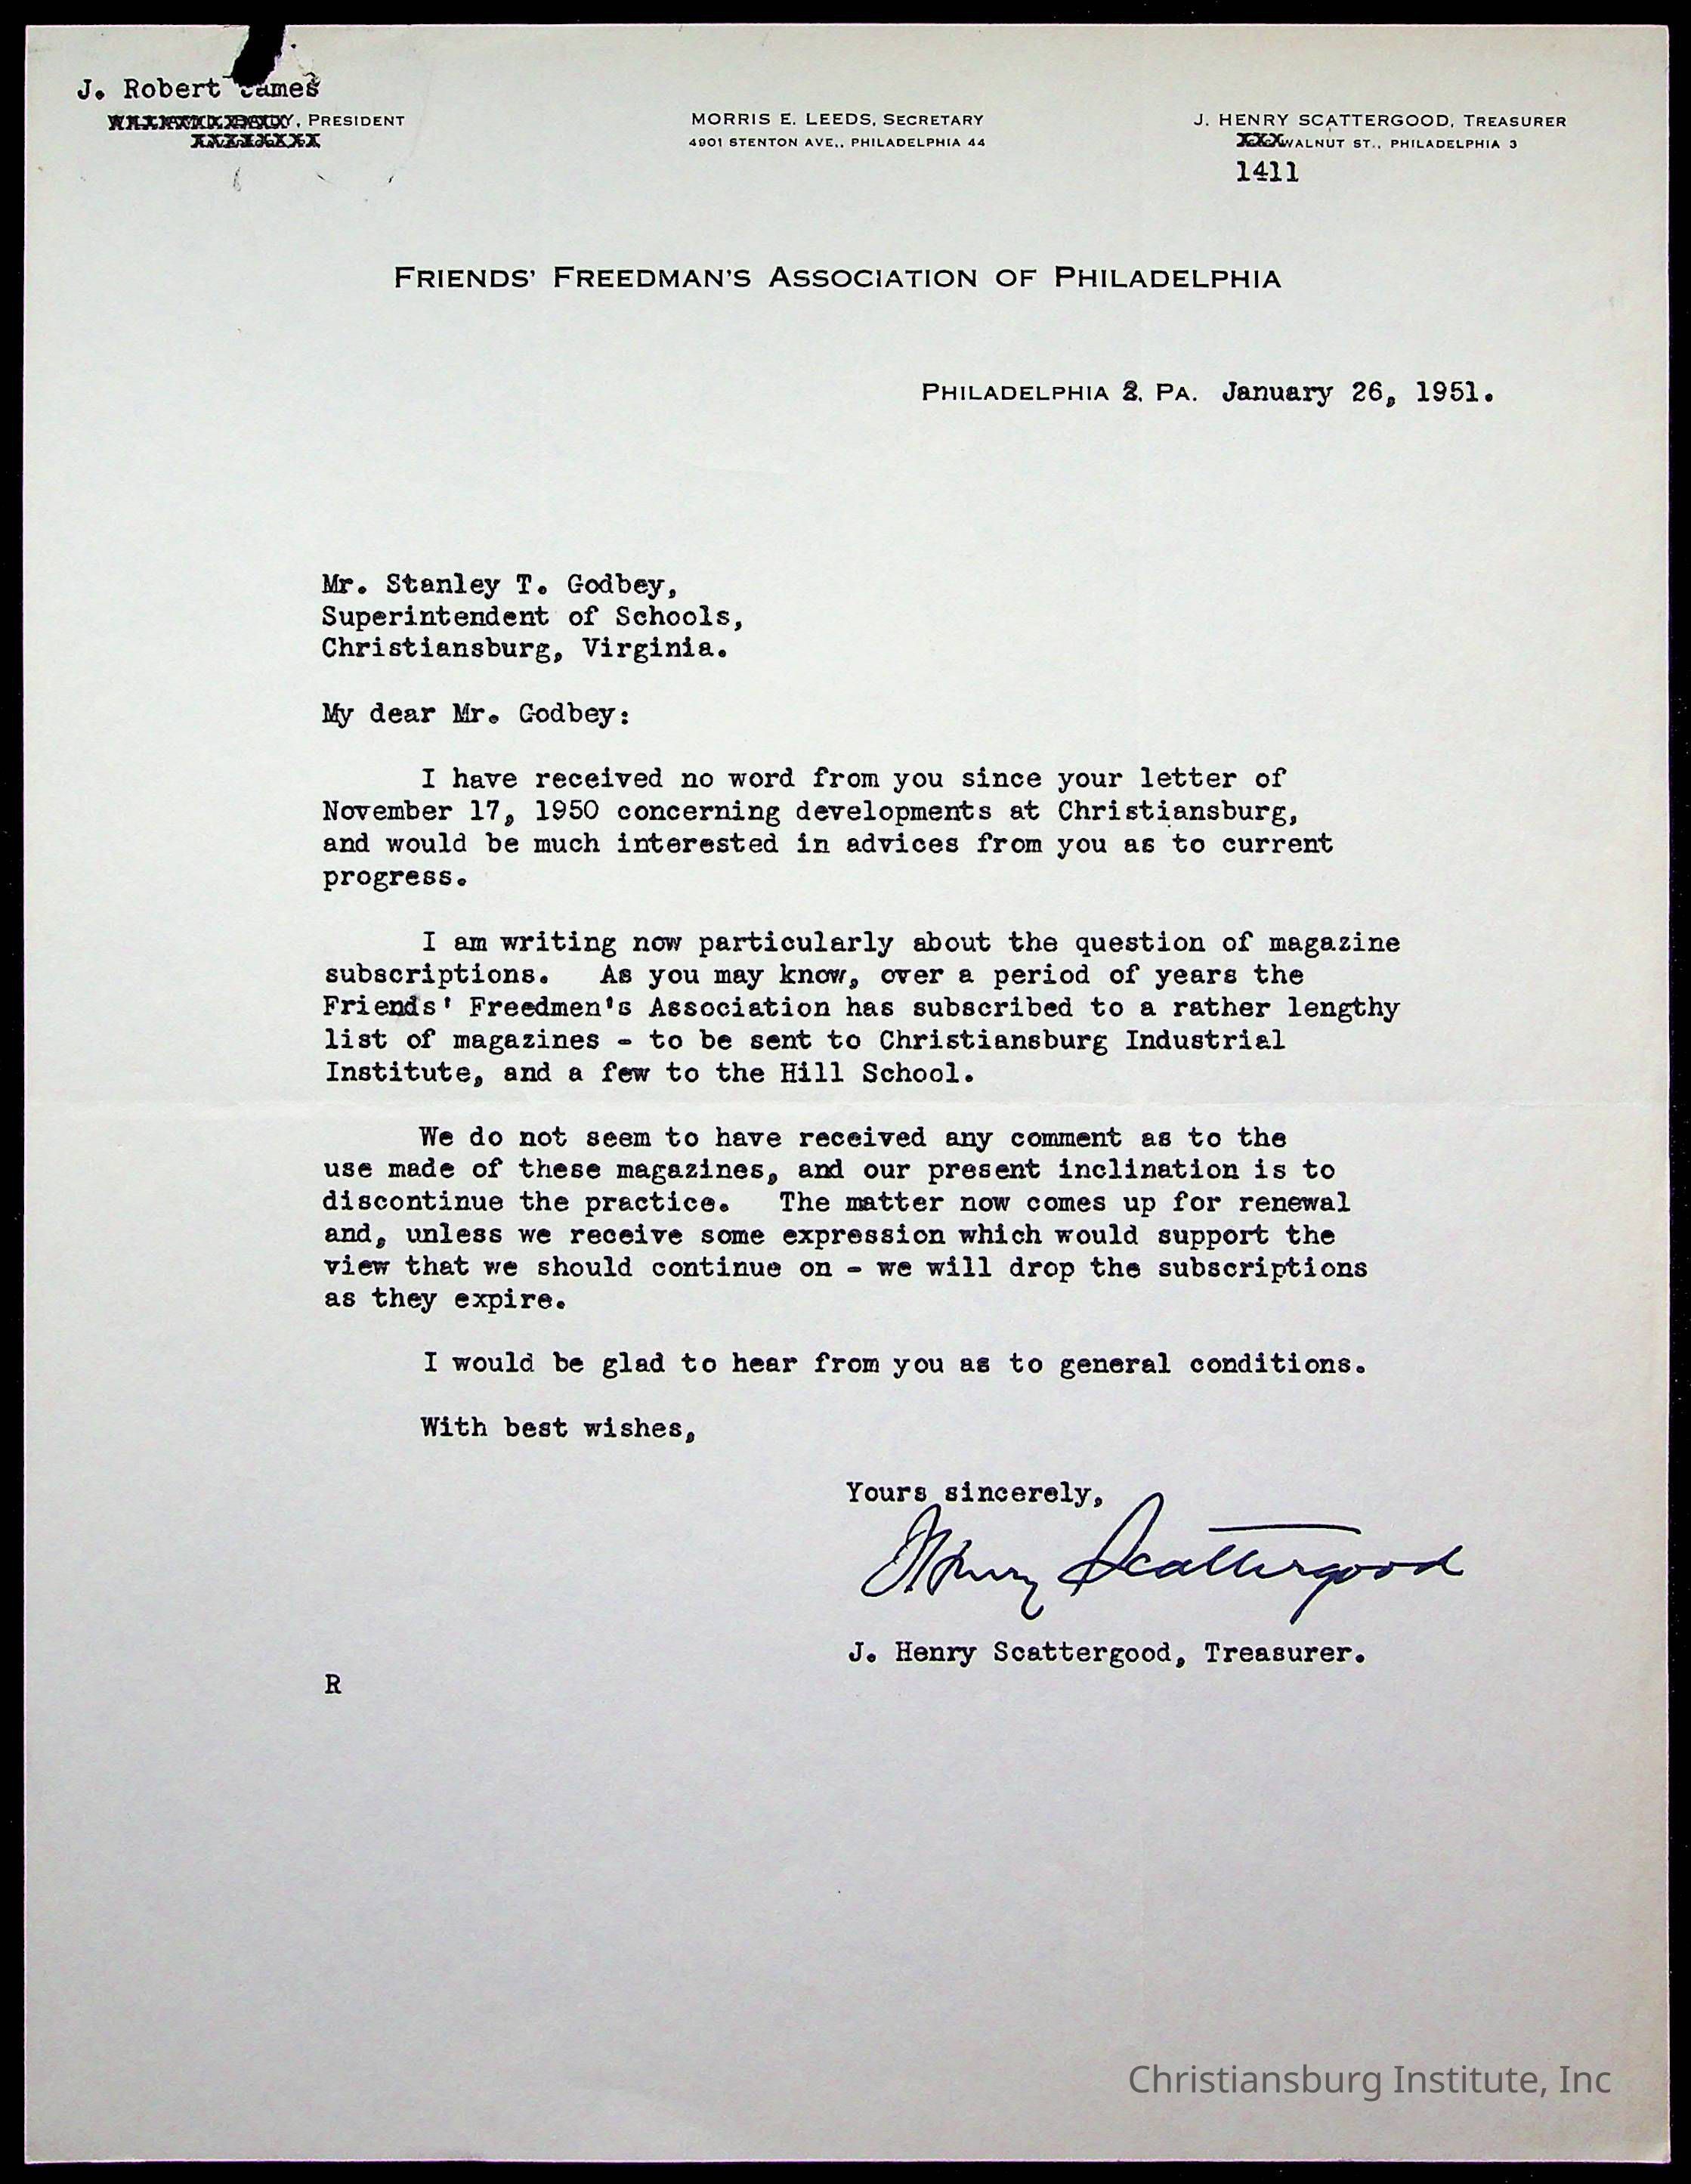 J. Robert James
, PRESIDENT
MORRIS E. LEEDS, SECRETARY
4901 STENTON AVE., PHILADELPHIA 44
J. HENRY SCATTERGOOD, TREASURER
WALNUT ST., PHILADELPHIA 3
1411
FRIENDS' FREEDMAN'S ASSOCIATION OF PHILADELPHIA
PHILADELPHIA 2, PA. January 26, 1951.
Mr. Stanley T. Godbey,
Superintendent of Schools,
Christiansburg, Virginia.
My dear Mr. Godbey:
I have received no word from you since your letter of
November 17, 1950 concerning developments at Christiansburg,
and would be much interested in advices from you as to current
progress.
I am writing now particularly about the question of magazine
subscriptions. As you may know, over a period of years the
Friends' Freedmen's Association has subscribed to a rather lengthy
list of magazines - to be sent to Christiansburg Industrial
Institute, and a few to the Hill School.
We do not seem to have received any comment as to the
use made of these magazines, and our present inclination is to
discontinue the practice. The matter now comes up for renewal
and, unless we receive some expression which would support the
view that we should continue on - we will drop the subscriptions
as they expire.
I would be glad to hear from you as to general conditions.
With best wishes,
Yours sincerely,
J Henry Scattergood
J. Henry Scattergood, Treasurer.
R
Christiansburg Institute, Inc